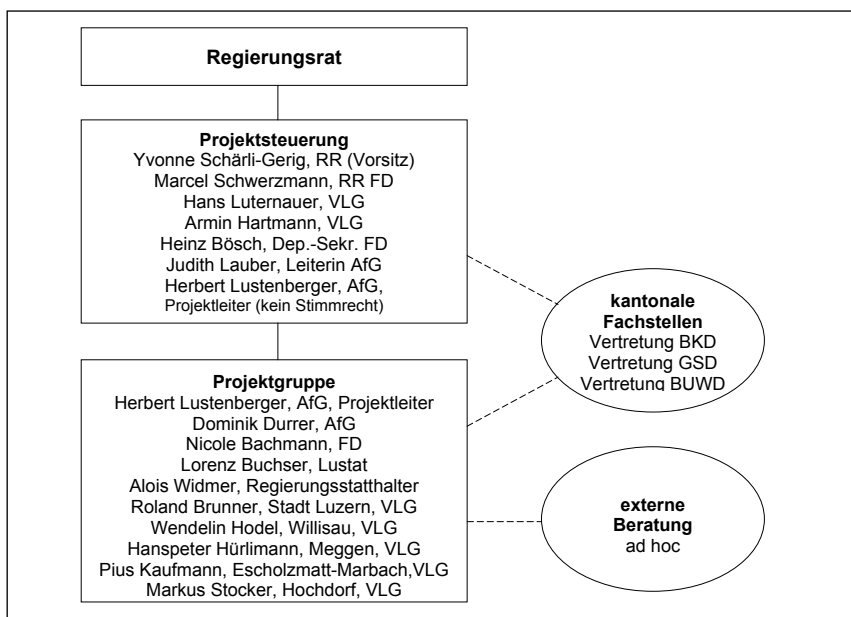 Regierungsrat
Projektsteuerung
Yvonne Schärli-Gerig, RR (Vorsitz)
Marcel Schwerzmann, RR FD
Hans Luternauer, VLG
Armin Hartmann, VLG
Heinz Bösch, Dep.-Sekr. FD
Judith Lauber, Leiterin AfG
Herbert Lustenberger, AfG,
Projektleiter (kein Stimmrecht)
kantonale
Fachstellen
Vertretung BKD
Vertretung GSD
Vertretung BUWD
Projektgruppe
Herbert Lustenberger, AfG, Projektleiter
Dominik Durrer, AfG
Nicole Bachmann, FD
Lorenz Buchser, Lustat
Alois Widmer, Regierungsstatthalter
Roland Brunner, Stadt Luzern, VLG
Wendelin Hodel, Willisau, VLG
Hanspeter Hürlimann, Meggen, VLG
Pius Kaufmann, Escholzmatt-Marbach,VLG
Markus Stocker, Hochdorf, VLG
externe
Beratung
ad hoc